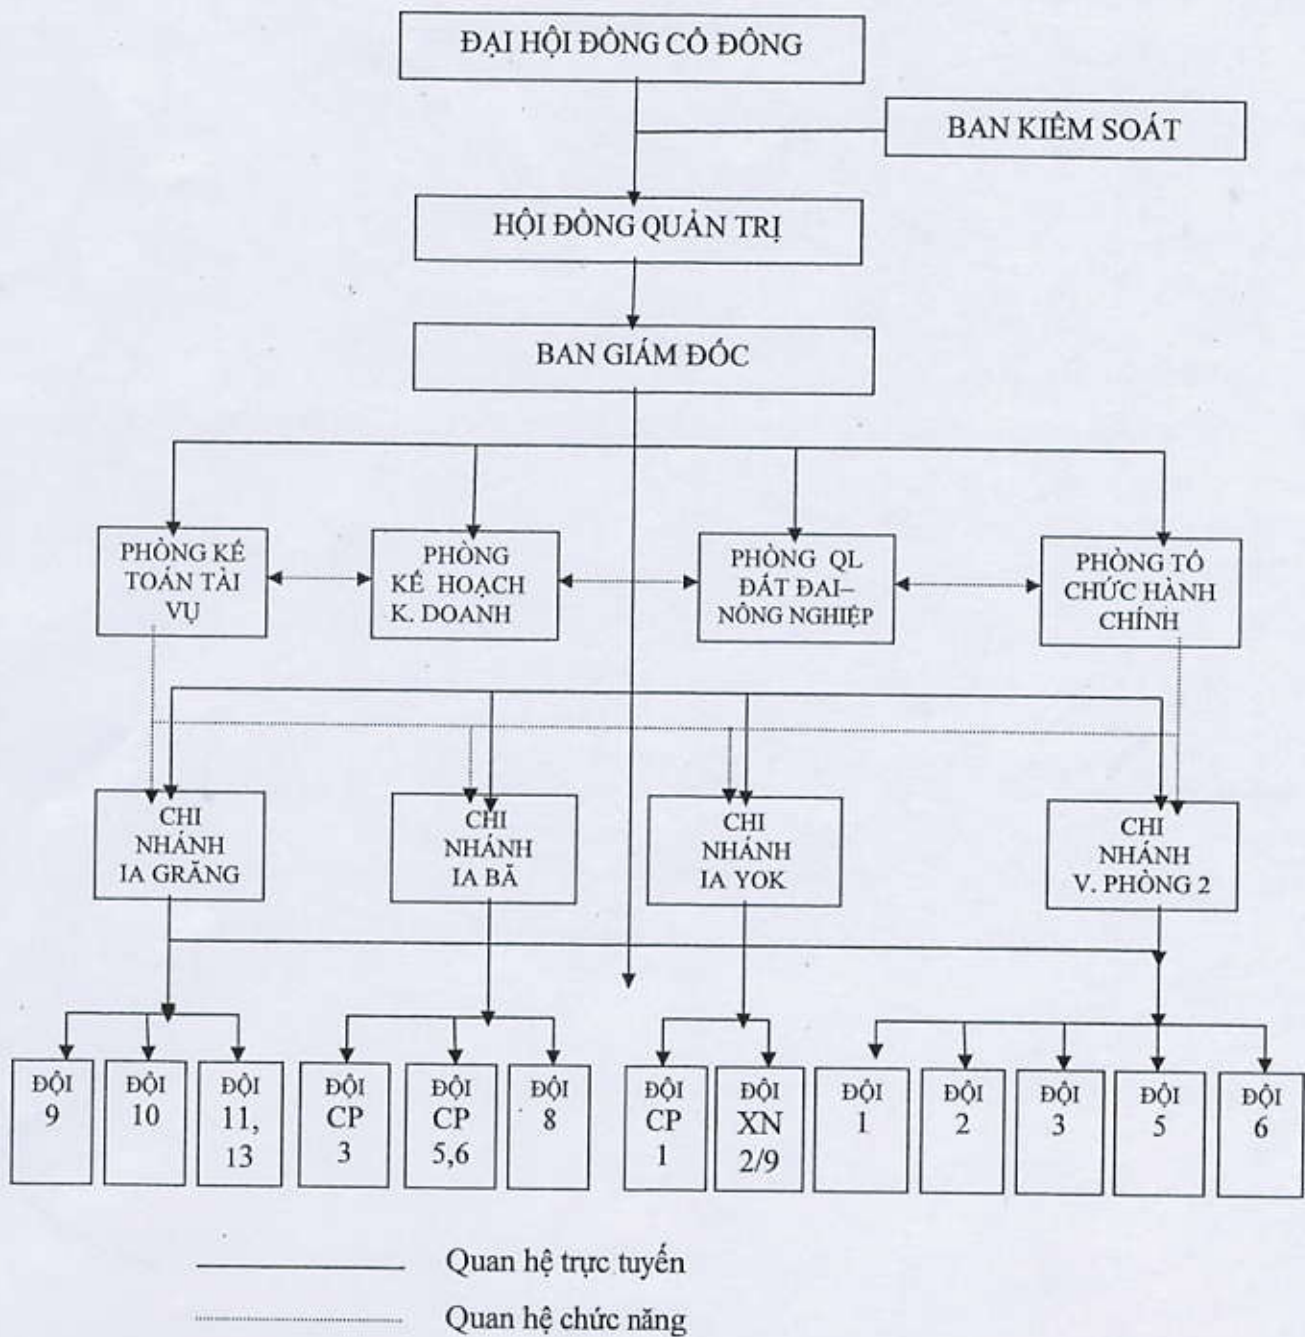 ĐẠI HỘI ĐỒNG CỔ ĐÔNG
BAN KIỂM SOÁT
HỘI ĐỒNG QUẢN TRỊ
BAN GIÁM ĐỐC
PHÒNG KẾ
TOÁN TÀI
VỤ
PHÒNG
KẾ HOẠCH
K. DOANH
PHÒNG QL
ĐẤT ĐAI–
NÔNG NGHIỆP
PHÒNG TỔ
CHỨC HÀNH
CHÍNH
CHI
NHÁNH
IA GRĂNG
CHI
NHÁNH
IA BĂ
CHI
NHÁNH
IA YOK
CHI
NHÁNH
V. PHÒNG 2
ĐỘI
9
ĐỘI
10
ĐỘI
11,
13
ĐỘI
CP
3
ĐỘI
CP
5,6
ĐỘI
8
ĐỘI
CP
1
ĐỘI
XN
2/9
ĐỘI
1
ĐỘI
2
ĐỘI
3
ĐỘI
5
ĐỘI
6
Quan hệ trực tuyến
Quan hệ chức năng